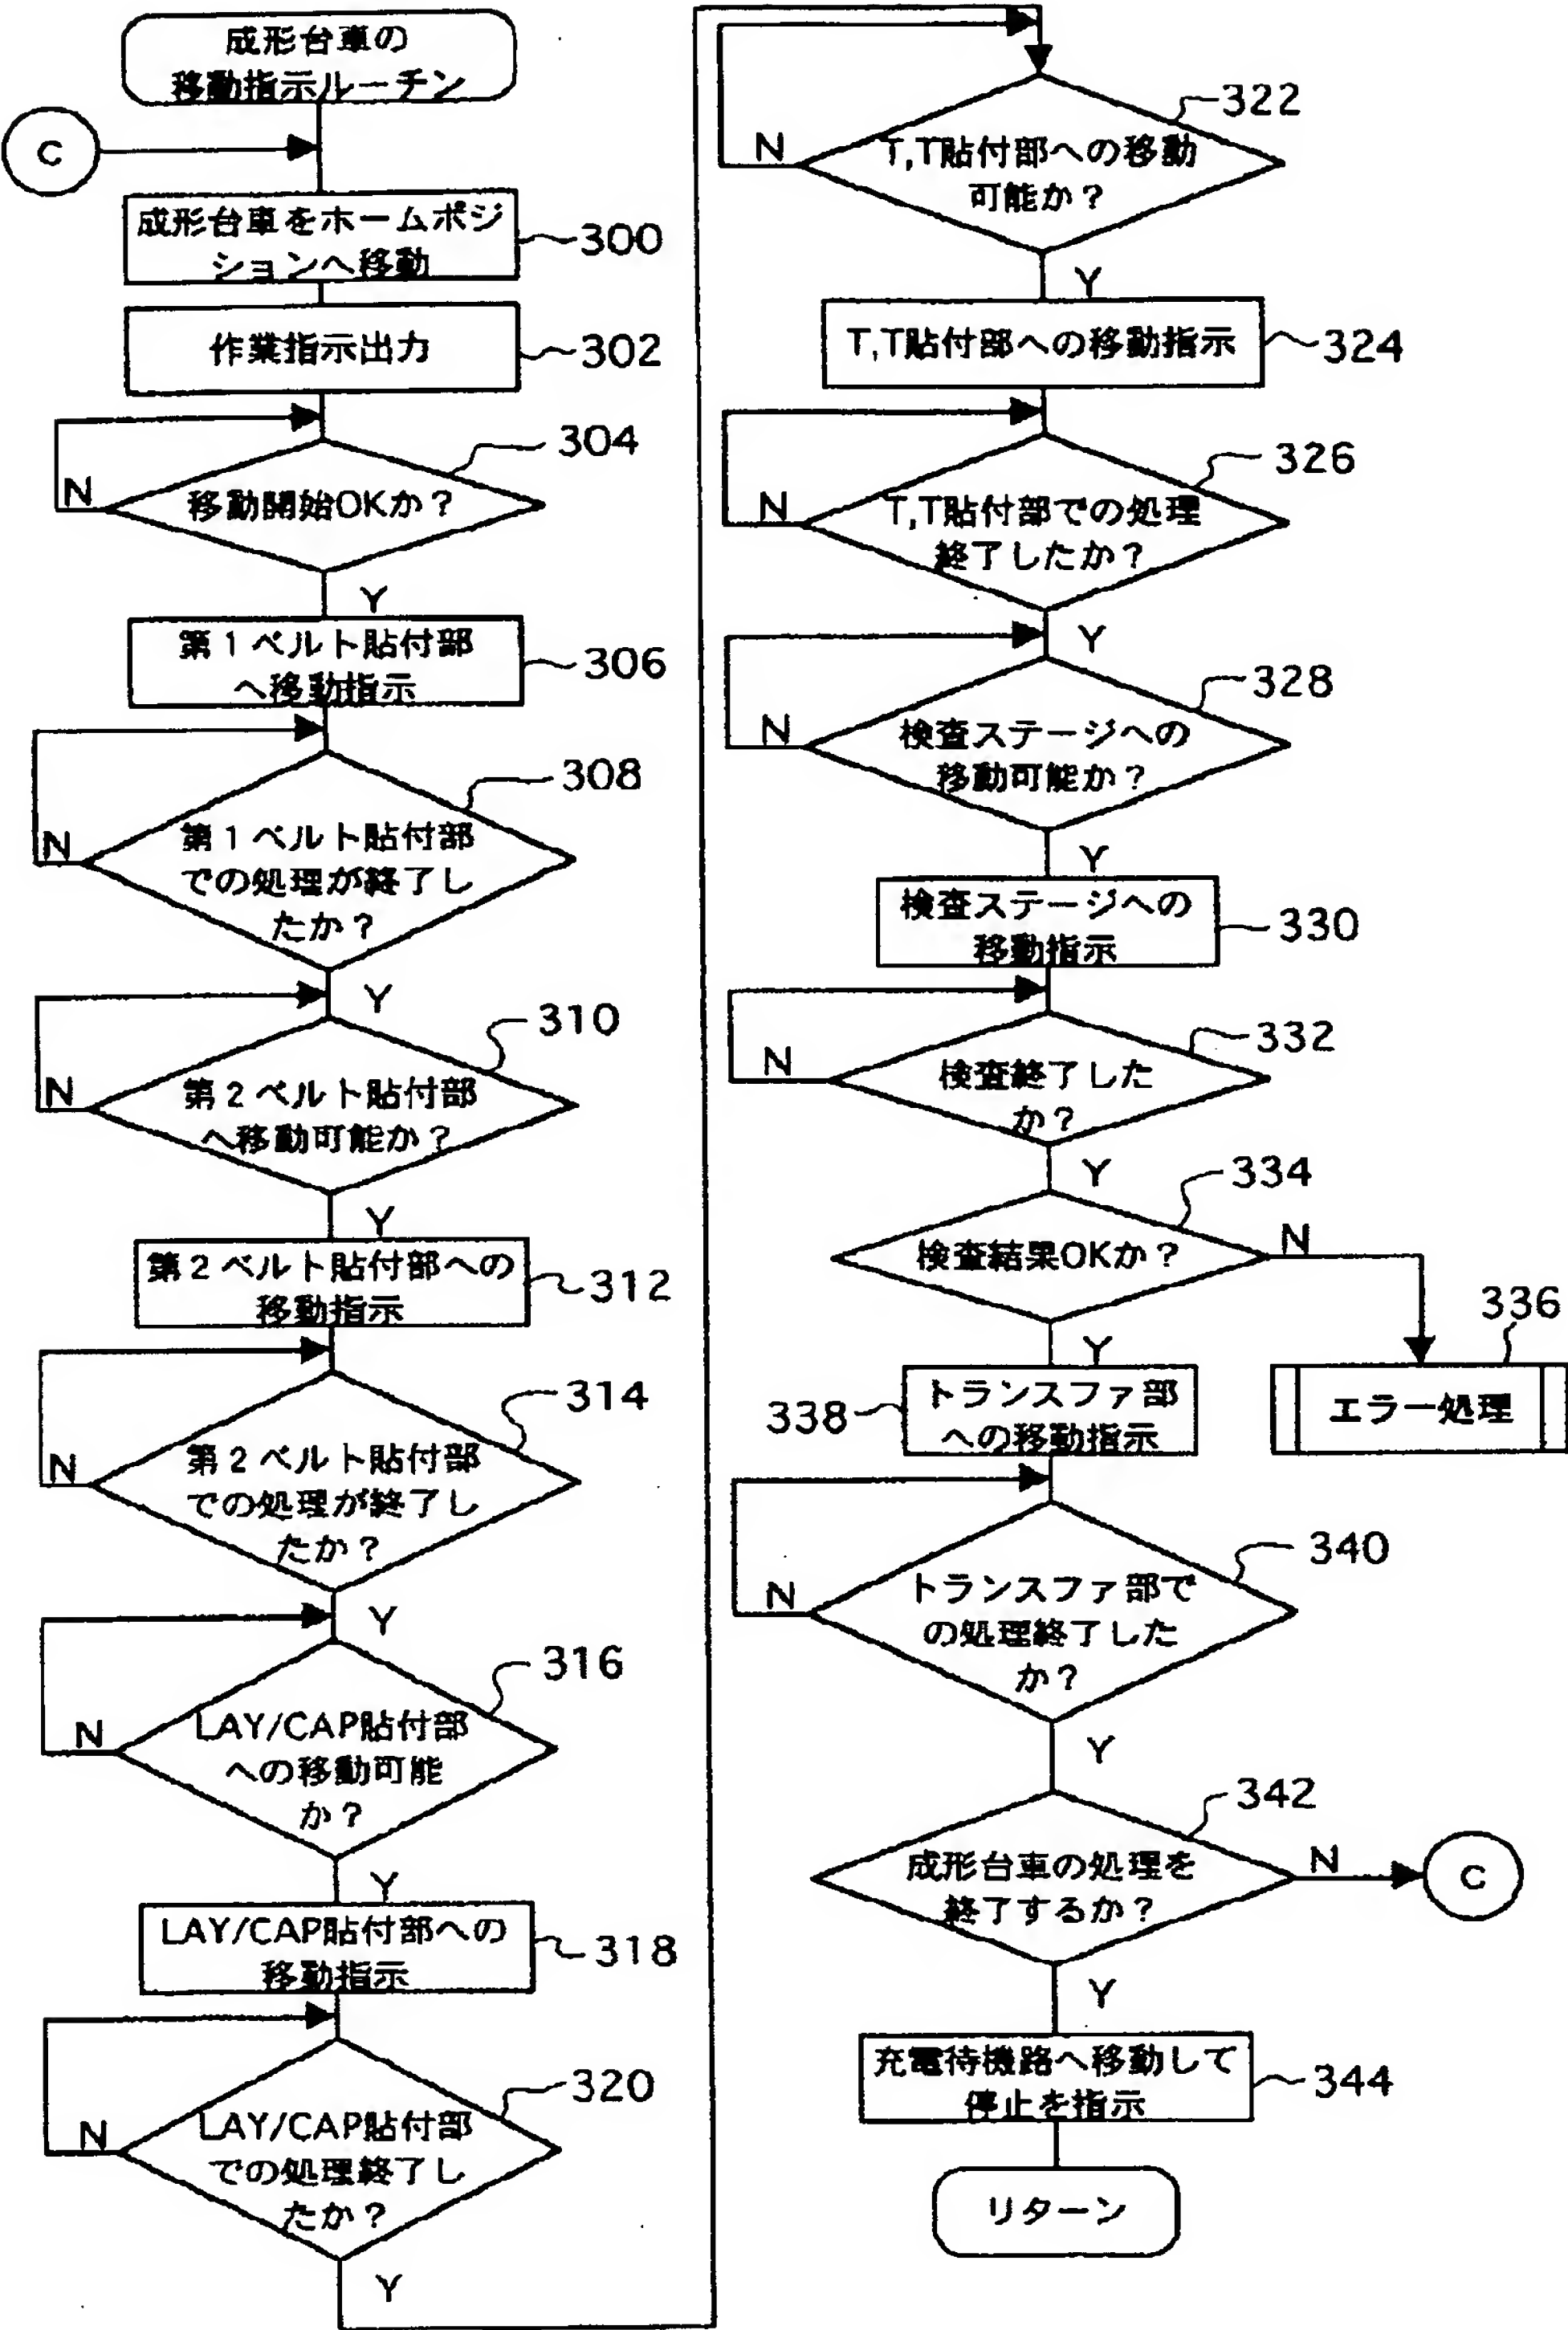 成形台車の
移動指示ルーチン
C
成形台車をホームポジ
ションへ移動
300
作業指示出力
302
304
移動開始OKか？
N
Y
第1ベルト貼付部
へ移動指示
306
308
第1ベルト貼付部
での処理が終了し
たか？
N
Y
310
第2ベルト貼付部
へ移動可能か？
N
Y
第2ベルト貼付部への
移動指示
312
314
第2ベルト貼付部
での処理が終了し
たか？
N
Y
316
LAY/CAP貼付部
への移動可能
か？
N
Y
LAY/CAP貼付部への
移動指示
318
320
LAY/CAP貼付部
での処理終了し
たか？
N
Y
322
T,T貼付部への移動
可能か？
N
Y
T,T貼付部への移動指示
324
326
T,T貼付部での処理
終了したか？
N
Y
328
検査ステージへの
移動可能か？
N
Y
検査ステージへの
移動指示
330
332
検査終了した
か？
N
Y
334
検査結果OKか？
N
Y
336
エラー処理
338
トランスファ部
への移動指示
340
トランスファ部で
の処理終了した
か？
N
Y
342
成形台車の処理を
終了するか？
N
C
Y
充電待機路へ移動して
停止を指示
344
リターン